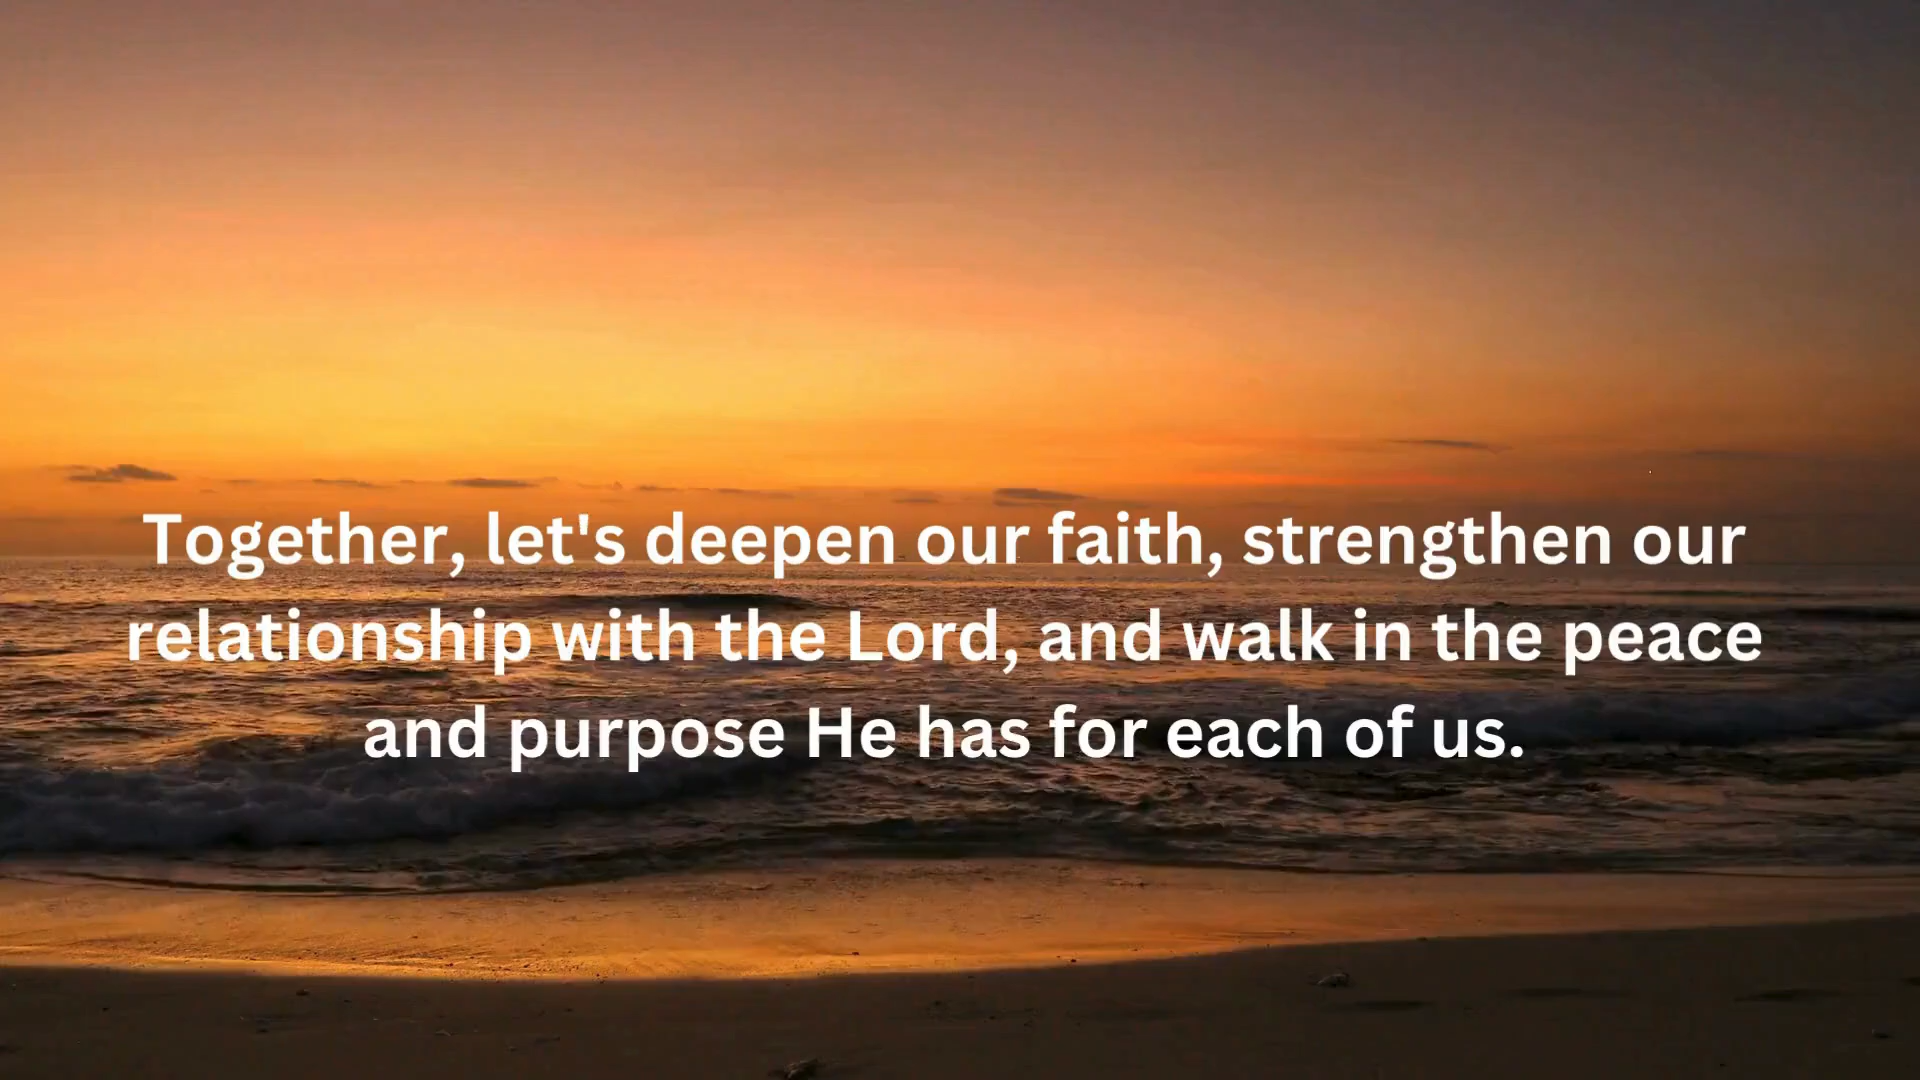 Together, let's deepen our faith, strengthen our
relationship with the Lord, and walk in the peace
and purpose He has for each of us.